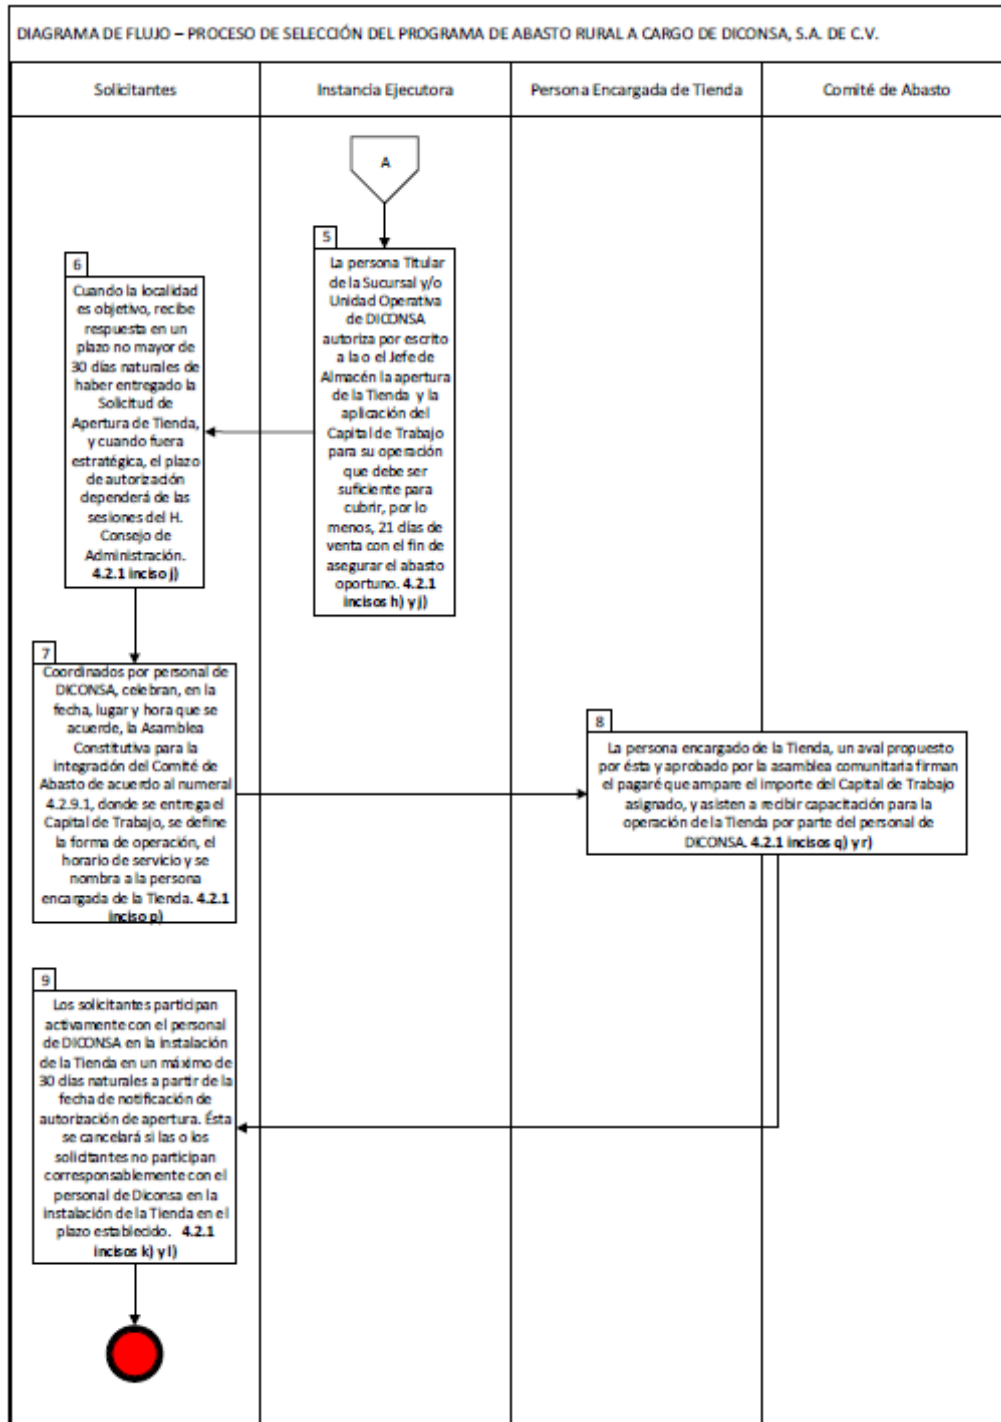 DIAGRAMA DE FLUJO – PROCESO DE SELECCIÓN DEL PROGRAMA DE ABASTO RURAL A CARGO DE DICONSA, S.A. DE C.V.
Solicitantes
Instancia Ejecutora
Persona Encargada de Tienda
Comité de Abasto
A
5
La persona Titular
de la Sucursal y/o
Unidad Operativa
de DICONSA
autoriza por escrito
a la o el Jefe de
Almacén la apertura
de la Tienda y la
aplicación del
Capital de Trabajo
para su operación
que debe ser
suficiente para
cubrir, por lo
menos, 21 días de
venta con el fin de
asegurar el abasto
oportuno. 4.2.1
incisos h) y j)
6
Cuando la localidad
es objetivo, recibe
respuesta en un
plazo no mayor de
30 días naturales de
haber entregado la
Solicitud de
Apertura de Tienda,
y cuando fuera
estratégica, el plazo
de autorización
dependerá de las
sesiones del H.
Consejo de
Administración.
4.2.1 inciso j)
7
Coordinados por personal de
DICONSA, celebran, en la
fecha, lugar y hora que se
acuerde, la Asamblea
Constitutiva para la
integración del Comité de
Abasto de acuerdo al numeral
4.2.9.1, donde se entrega el
Capital de Trabajo, se define
la forma de operación, el
horario de servicio y se
nombra a la persona
encargada de la Tienda. 4.2.1
inciso p)
8
La persona encargado de la Tienda, un aval propuesto
por ésta y aprobado por la asamblea comunitaria firman
el pagaré que ampare el importe del Capital de Trabajo
asignado, y asisten a recibir capacitación para la
operación de la Tienda por parte del personal de
DICONSA. 4.2.1 incisos q) y r)
9
Los solicitantes participan
activamente con el personal
de DICONSA en la instalación
de la Tienda en un máximo de
30 días naturales a partir de la
fecha de notificación de
autorización de apertura. Ésta
se cancelará si las o los
solicitantes no participan
corresponsablemente con el
personal de Diconsa en la
instalación de la Tienda en el
plazo establecido. 4.2.1
incisos k) y l)